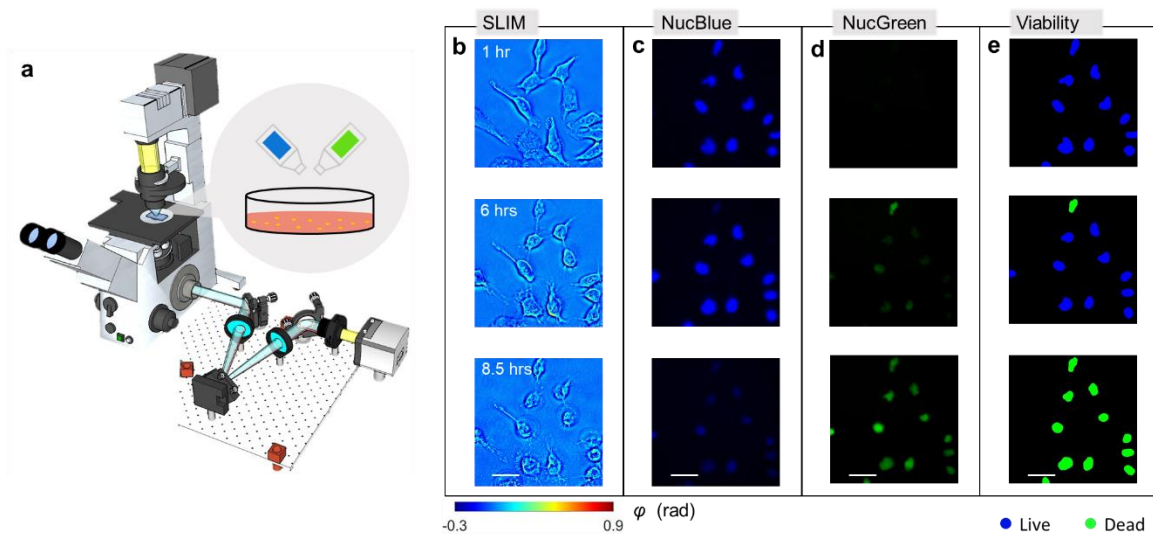 SLIM NucBlue NucGreen Viability
a b c d e
1 hr
6 hrs
8.5 hrs
-0.3 0.9 φ (rad)
Live Dead